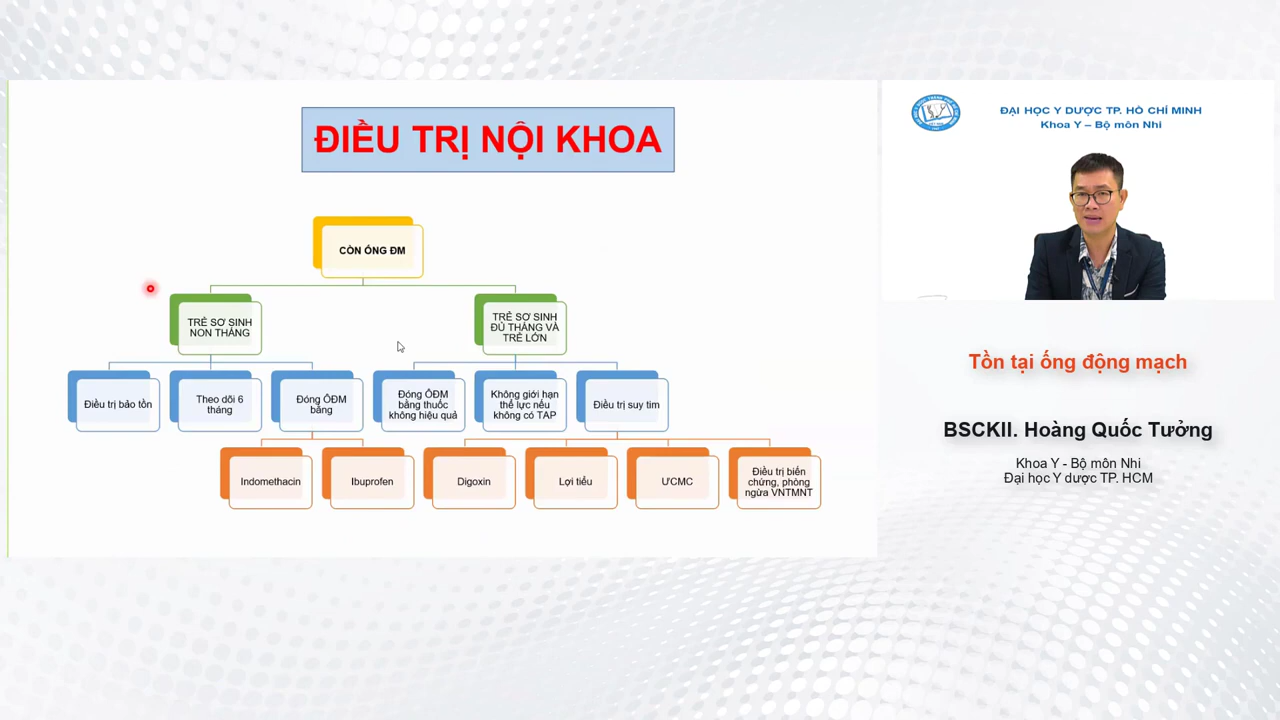 ĐIỀU TRỊ NỘI KHOA
CÒN ỐNG ĐM
TRẺ SƠ SINH
NON THÁNG
TRẺ SƠ SINH
ĐỦ THÁNG VÀ
TRẺ LỚN
Điều trị bảo tồn
Theo dõi 6
tháng
Đóng ÔĐM
bằng
Đóng ÔĐM
bằng thuốc
không hiệu quả
Không giới hạn
thể lực nếu
không có TAP
Điều trị suy tim
Indomethacin
Ibuprofen
Digoxin
Lợi tiểu
ƯCMC
Điều trị biến
chứng, phòng
ngừa VNTMNT
ĐẠI HỌC Y DƯỢC TP. HỒ CHÍ MINH
Khoa Y – Bộ môn Nhi
Tồn tại ống động mạch
BSCKII. Hoàng Quốc Tưởng
Khoa Y - Bộ môn Nhi
Đại học Y dược TP. HCM